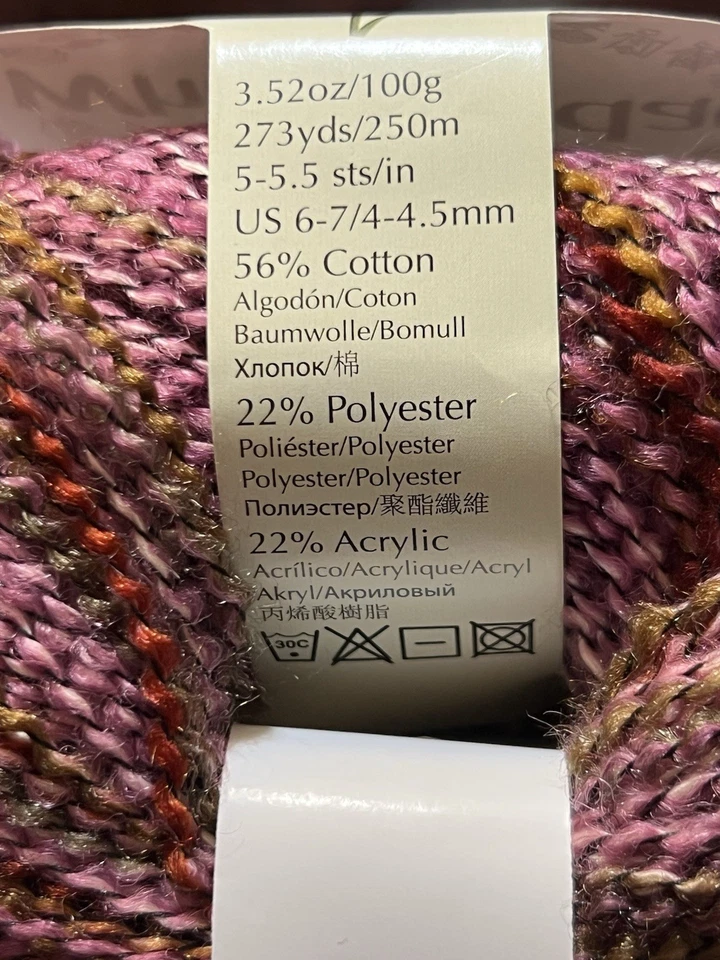 3.52oz/100g
273yds/250m
5-5.5 sts/in
US 6-7/4-4.5mm
56% Cotton
Algodón/Coton
Baumwolle/Bomull
Хлопок/棉
22% Polyester
Poliéster/Polyester
Polyester/Polyester
Полиэстер/聚酯纖維
22% Acrylic
Acrílico/Acrylique/Acryl
Akryl/Акриловый
丙烯酸樹脂
30C